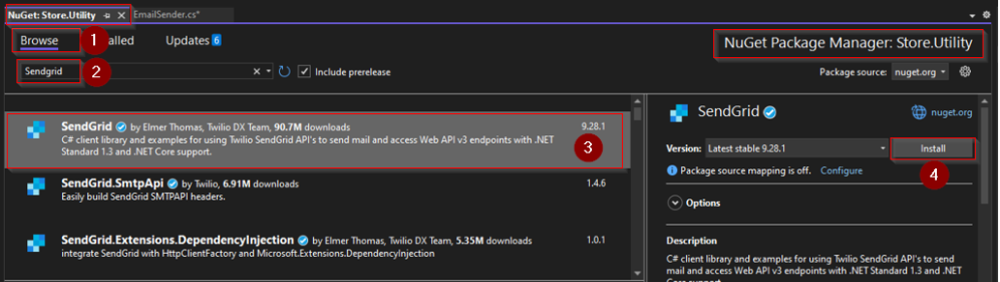 NuGet: Store.Utility
EmailSender.cs*
Browse
1
alled
Updates 6
NuGet Package Manager: Store.Utility
Sendgrid
2
Include prerelease
Package source: nuget.org
SendGrid by Elmer Thomas, Twilio DX Team, 90.7M downloads
9.28.1
C# client library and examples for using Twilio SendGrid API's to send mail and access Web API v3 endpoints with .NET
Standard 1.3 and .NET Core support.
3
SendGrid.SmtpApi by Twilio, 6.91M downloads
1.4.6
Easily build SendGrid SMTPAPI headers.
SendGrid.Extensions.DependencyInjection by Elmer Thomas, Twilio DX Team, 5.35M downloads
1.0.1
integrate SendGrid with HttpClientFactory and Microsoft.Extensions.DependencyInjection
SendGrid
nuget.org
Version: Latest stable 9.28.1
Install
4
Package source mapping is off. Configure
Options
Description
C# client library and examples for using Twilio SendGrid API's to send
mail and access Web API v3 endpoints with .NET Standard 1.3 and .NET
Core support.